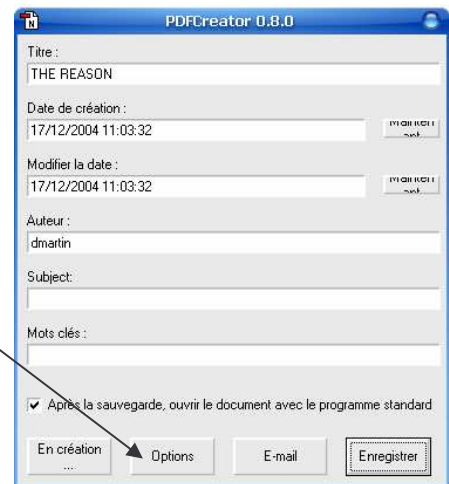 PDFCreator 0.8.0
Titre :
THE REASON
Date de création :
17/12/2004 11:03:32
Modifier la date :
17/12/2004 11:03:32
Auteur :
dmartin
Subject:
Mots clés :
Après la sauvegarde, ouvrir le document avec le programme standard
En création
...
Options
E-mail
Enregistrer